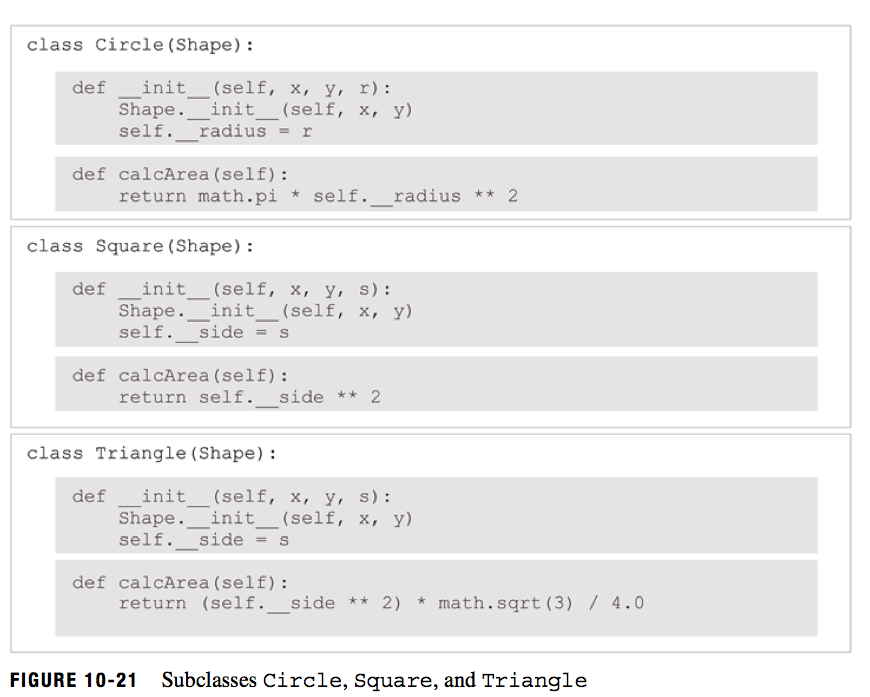 class Circle(Shape):
def __init__(self, x, y, r):
Shape.__init__(self, x, y)
self.__radius = r
def calcArea(self):
return math.pi * self.__radius ** 2
class Square(Shape):
def __init__(self, x, y, s):
Shape.__init__(self, x, y)
self.__side = s
def calcArea(self):
return self.__side ** 2
class Triangle(Shape):
def __init__(self, x, y, s):
Shape.__init__(self, x, y)
self.__side = s
def calcArea(self):
return (self.__side ** 2) * math.sqrt(3) / 4.0
FIGURE 10-21 Subclasses Circle, Square, and Triangle